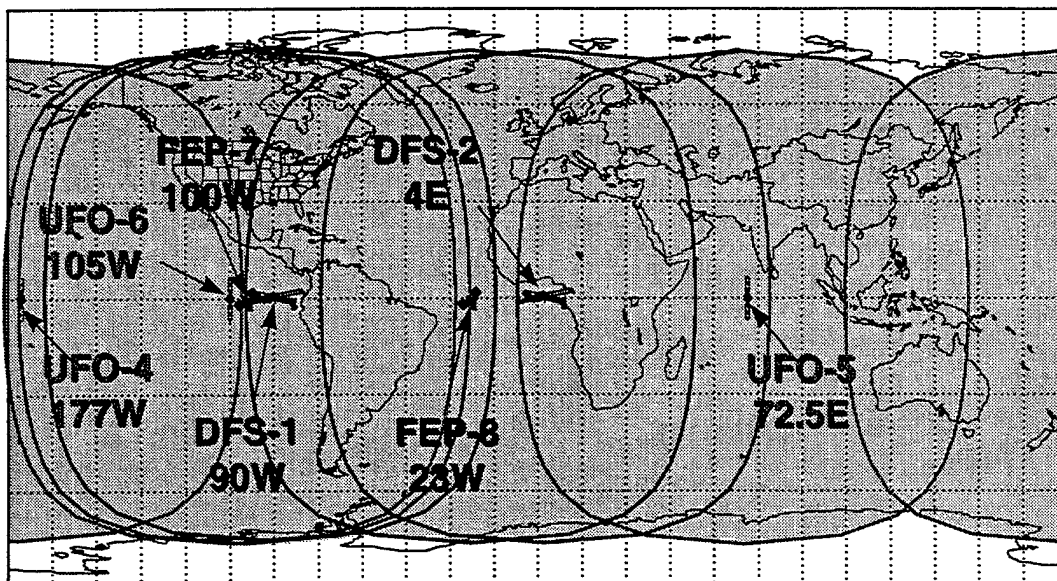 FEP-7
100W
DFS-2
4E
UFO-6
105W
UFO-4
177W
DFS-1
90W
FEP-8
23W
UFO-5
72.5E